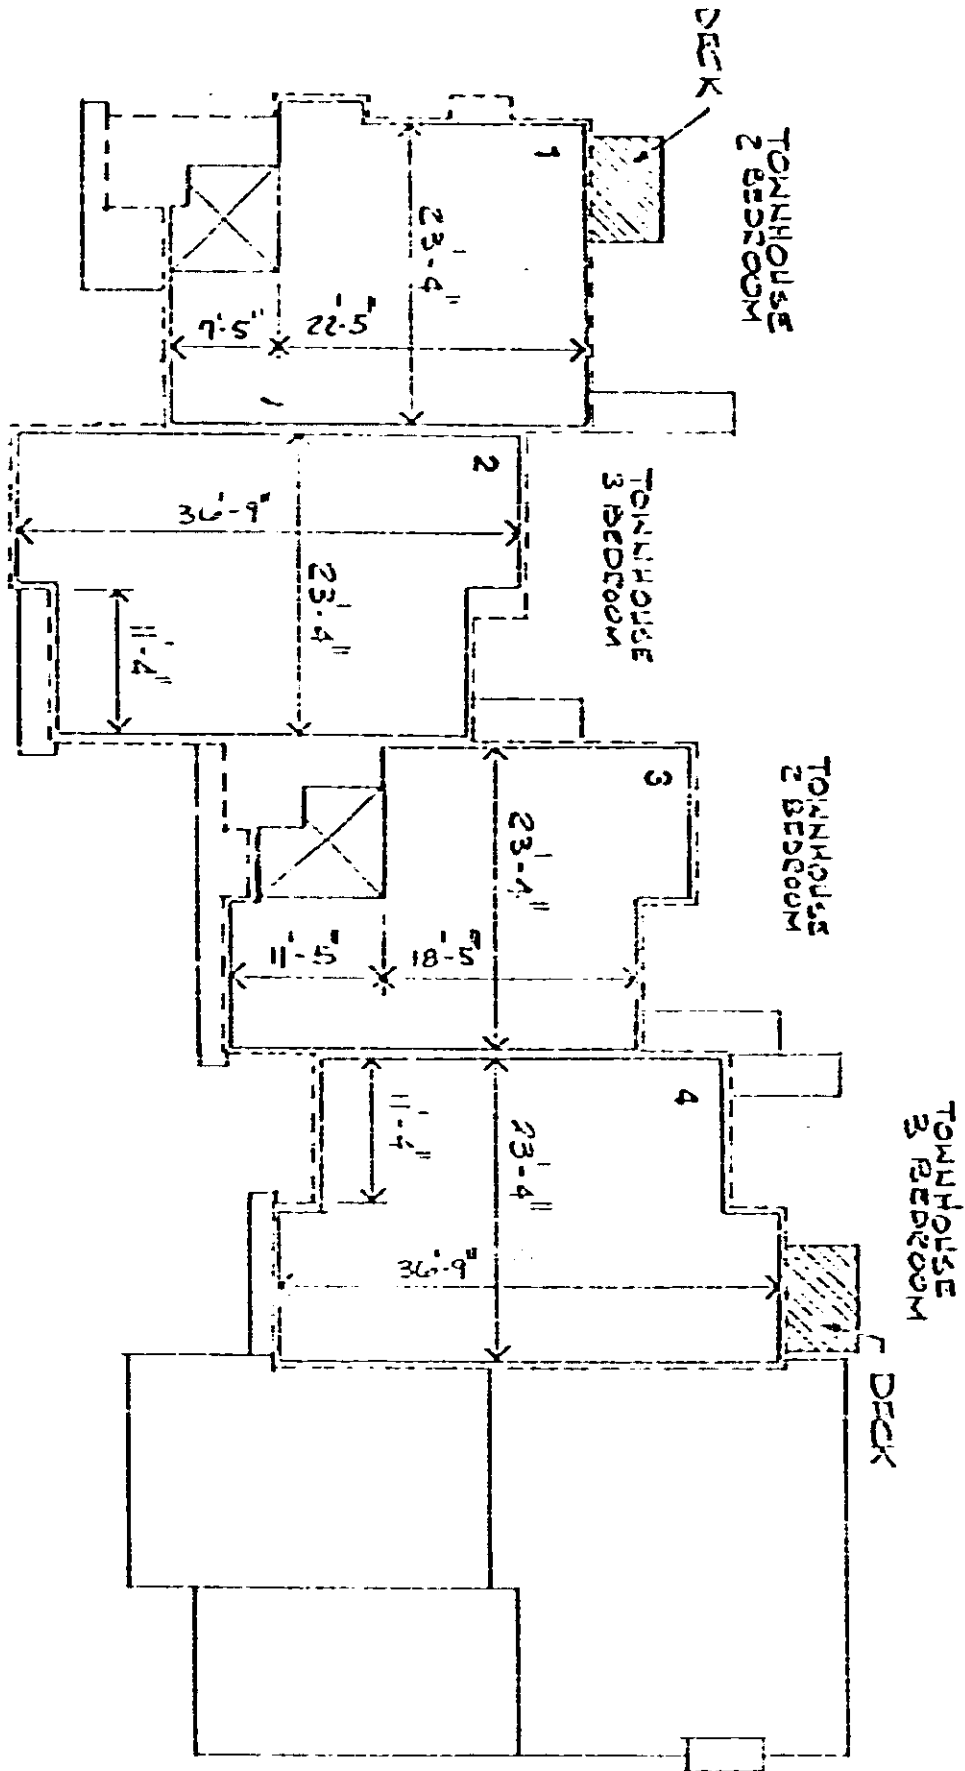 DECK
TOWNHOUSE
2 BEDROOM
1
23'-4"
7'-5"
22'-5"
TOWNHOUSE
3 BEDROOM
2
36'-9"
23'-4"
11'-4"
TOWNHOUSE
2 BEDROOM
3
23'-4"
11'-5"
18'-5"
TOWNHOUSE
3 BEDROOM
4
11'-4"
23'-4"
36'-9"
DECK